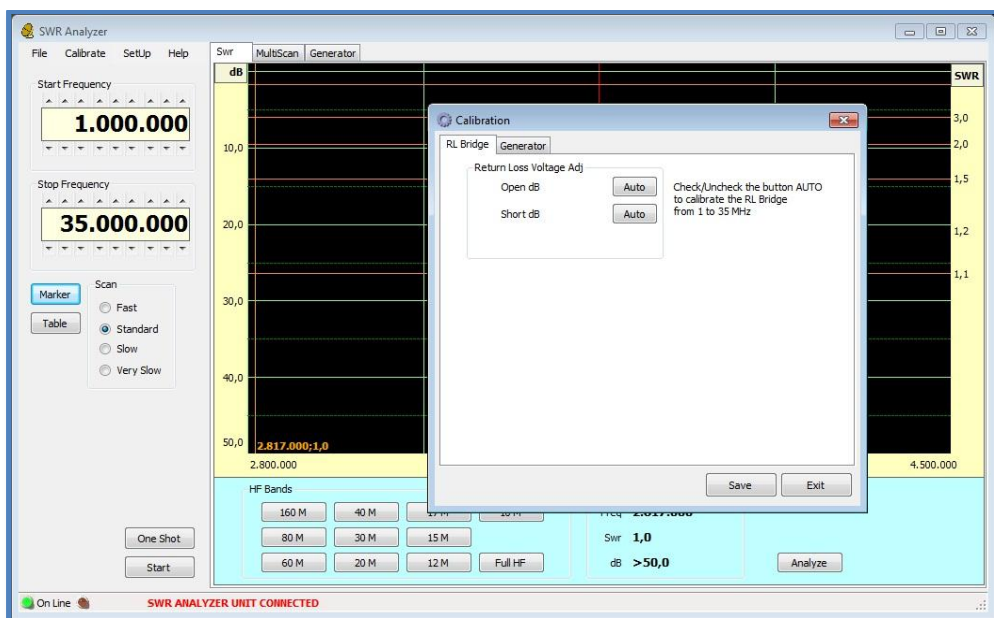 SWR Analyzer
File Calibrate SetUp Help
Swr MultiScan Generator
Start Frequency
1.000.000
Stop Frequency
35.000.000
Marker
Table
Scan
Fast
Standard
Slow
Very Slow
One Shot
Start
dB
10,0
20,0
30,0
40,0
50,0
SWR
3,0
2,0
1,5
1,2
1,1
2.817.000;1,0
2.800.000
4.500.000
Calibration
RL Bridge Generator
Return Loss Voltage Adj
Open dB Auto
Short dB Auto
Check/Uncheck the button AUTO
to calibrate the RL Bridge
from 1 to 35 MHz
Save Exit
HF Bands
160 M 40 M
80 M 30 M 15 M
60 M 20 M 12 M Full HF
Freq 2.817.000
Swr 1,0
dB >50,0
Analyze
On Line SWR ANALYZER UNIT CONNECTED